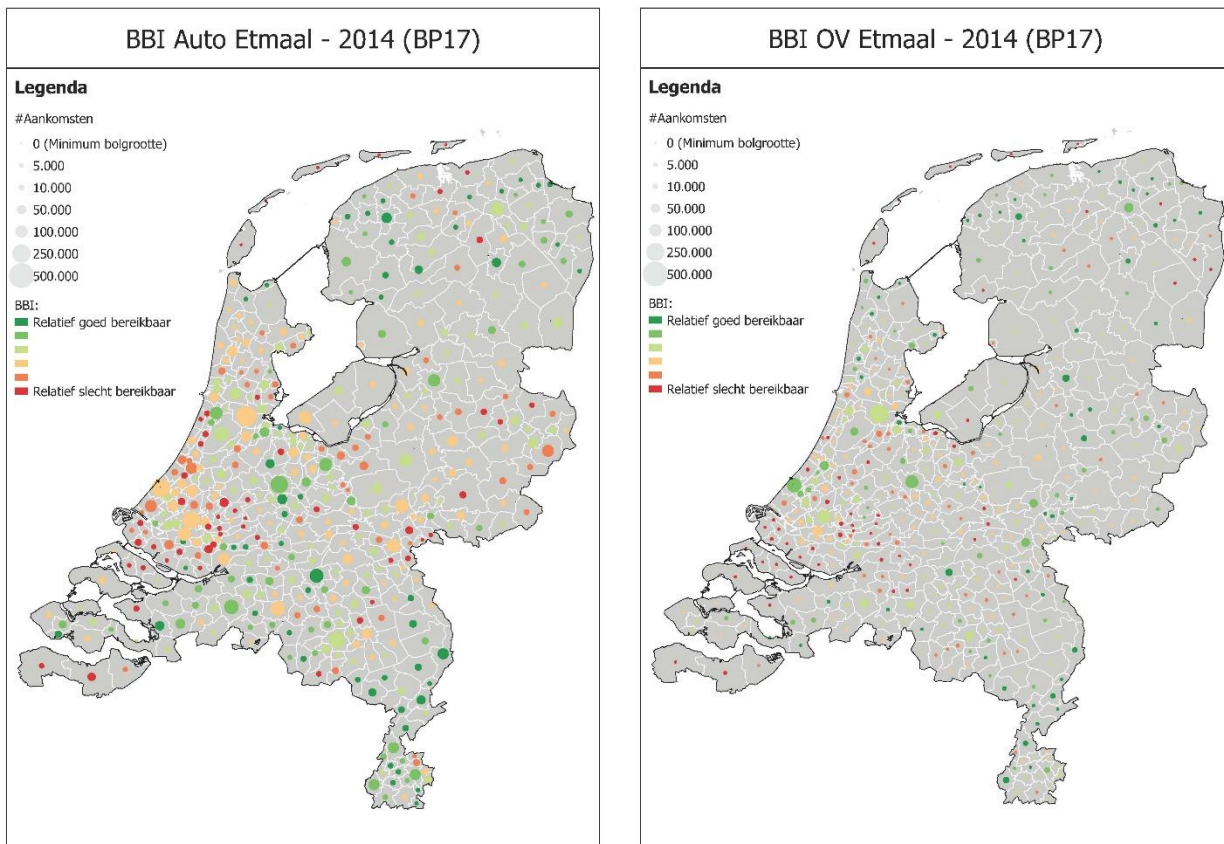 BBI Auto Etmaal - 2014 (BP17)
Legenda
#Aankomsten
0 (Minimum bolgrootte)
5.000
10.000
50.000
100.000
250.000
500.000
BBI:
Relatief goed bereikbaar
Relatief slecht bereikbaar
BBI OV Etmaal - 2014 (BP17)
Legenda
#Aankomsten
0 (Minimum bolgrootte)
5.000
10.000
50.000
100.000
250.000
500.000
BBI:
Relatief goed bereikbaar
Relatief slecht bereikbaar